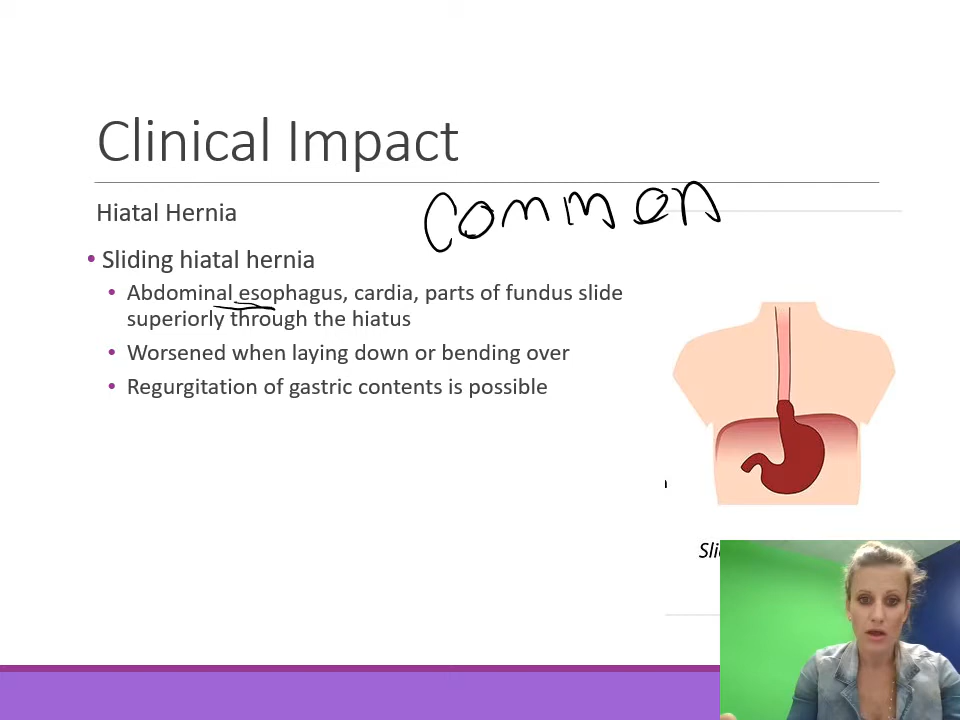 Clinical Impact
Hiatal Hernia
common
• Sliding hiatal hernia
• Abdominal esophagus, cardia, parts of fundus slide
superiorly through the hiatus
• Worsened when laying down or bending over
• Regurgitation of gastric contents is possible